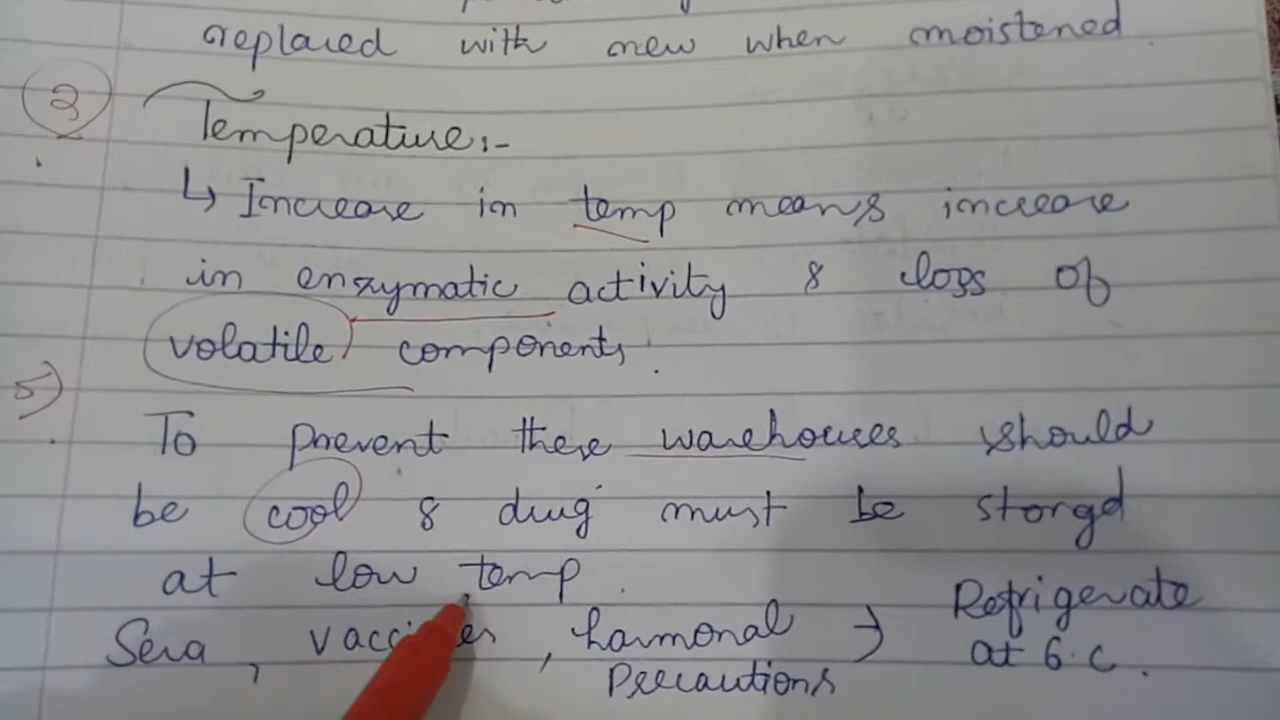 replaced with new when moistened.
3
Temperature:-
↳ Increase in temp means increase
in enzymatic activity & loss of
volatile components.
5)
To prevent these warehouses should
be cool & drug must be stored
at low temp.
Sera, vaccines, harmonal → Refrigerate
Precautions at 6.c.